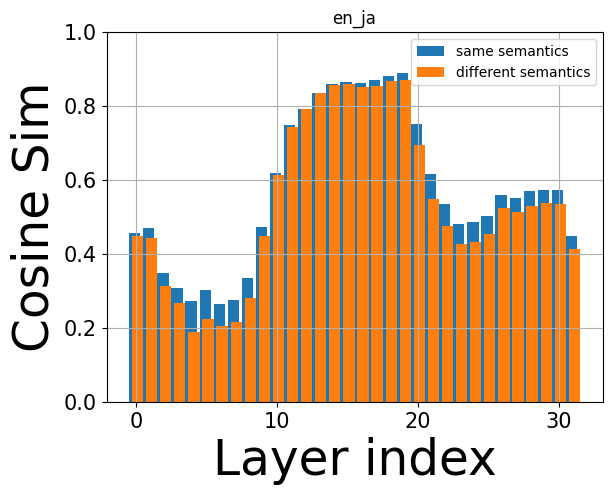 en_ja
same semantics
different semantics
1.0
0.8
0.6
0.4
0.2
0.0
Cosine Sim
0 10 20 30
Layer index